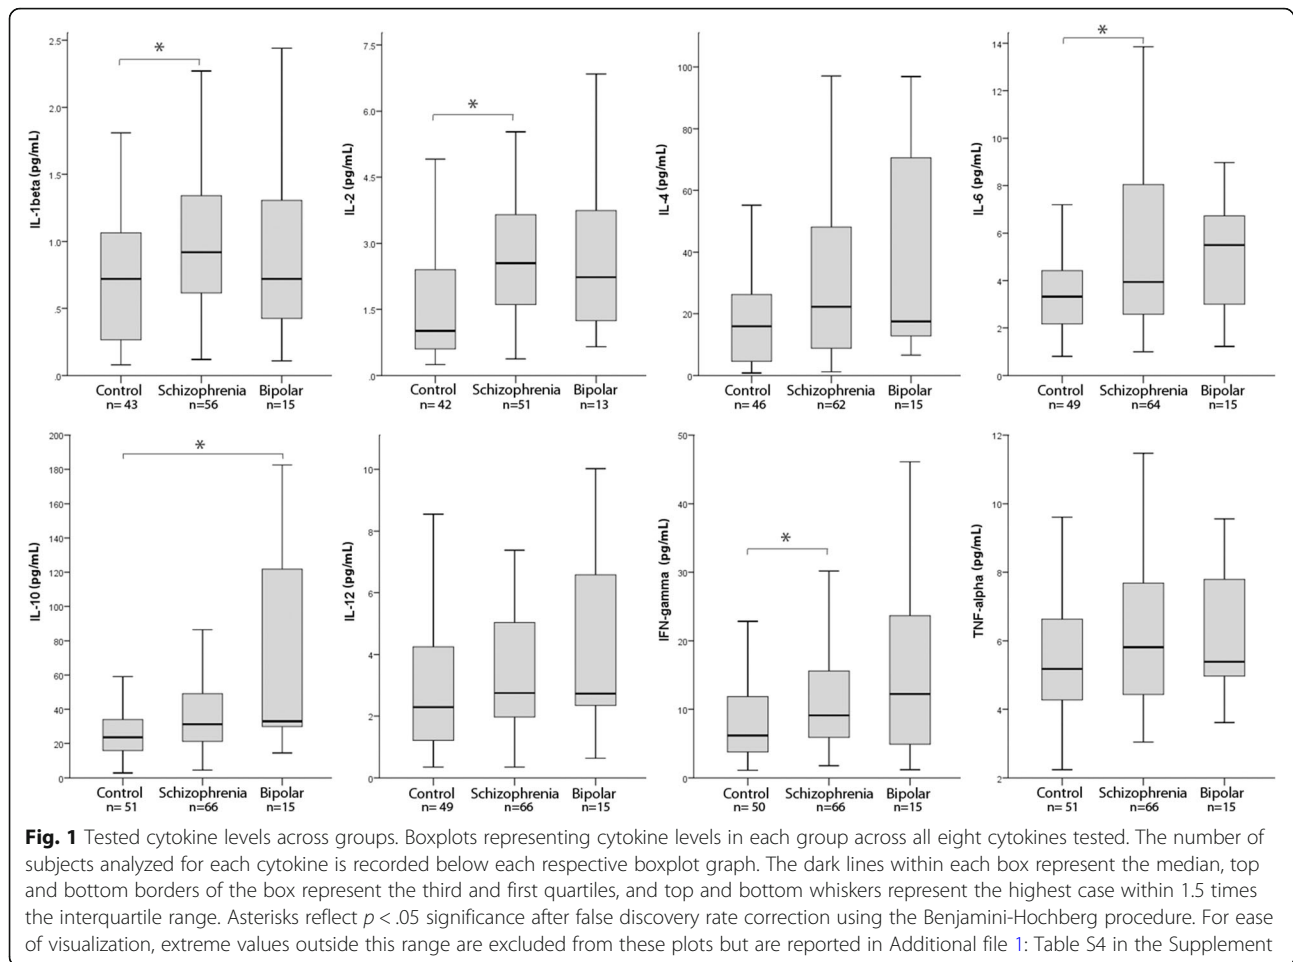 IL-1beta (pg/mL)
2.5
2.0
1.5
1.0
.5
.0
*
Control
n= 43
Schizophrenia
n=56
Bipolar
n=15
IL-2 (pg/mL)
7.5
6.0
4.5
3.0
1.5
.0
*
Control
n= 42
Schizophrenia
n=51
Bipolar
n=13
IL-4 (pg/mL)
100
80
60
40
20
0
Control
n= 46
Schizophrenia
n=62
Bipolar
n=15
IL-6 (pg/mL)
14
12
10
8
6
4
2
0
*
Control
n= 49
Schizophrenia
n=64
Bipolar
n=15
IL-10 (pg/mL)
200
180
160
140
120
100
80
60
40
20
0
*
Control
n= 51
Schizophrenia
n=66
Bipolar
n=15
IL-12 (pg/mL)
10
8
6
4
2
0
Control
n= 49
Schizophrenia
n=66
Bipolar
n=15
IFN-gamma (pg/mL)
50
40
30
20
10
0
*
Control
n= 50
Schizophrenia
n=66
Bipolar
n=15
TNF-alpha (pg/mL)
12
10
8
6
4
2
Control
n= 51
Schizophrenia
n=66
Bipolar
n=15
Fig. 1 Tested cytokine levels across groups. Boxplots representing cytokine levels in each group across all eight cytokines tested. The number of
subjects analyzed for each cytokine is recorded below each respective boxplot graph. The dark lines within each box represent the median, top
and bottom borders of the box represent the third and first quartiles, and top and bottom whiskers represent the highest case within 1.5 times
the interquartile range. Asterisks reflect p < .05 significance after false discovery rate correction using the Benjamini-Hochberg procedure. For ease
of visualization, extreme values outside this range are excluded from these plots but are reported in Additional file 1: Table S4 in the Supplement